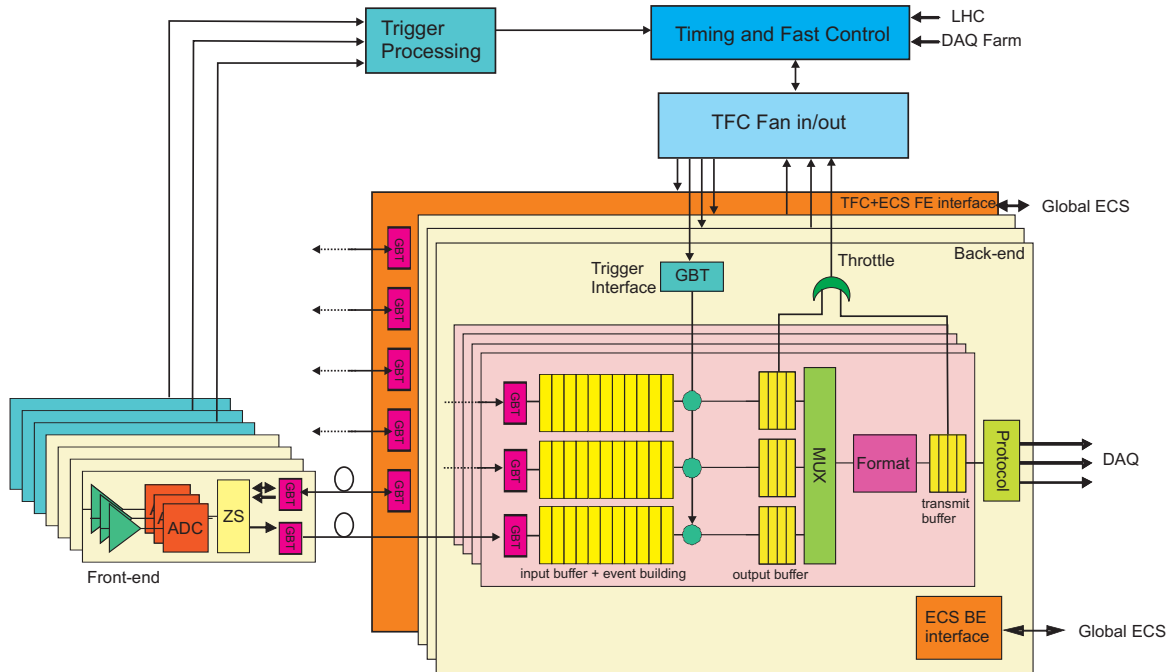 Trigger
Processing
Timing and Fast Control
LHC
DAQ Farm
TFC Fan in/out
TFC+ECS FE interface
Global ECS
Back-end
GBT
GBT
GBT
GBT
GBT
Trigger
Interface
GBT
Throttle
GBT
GBT
GBT
MUX
Format
transmit
buffer
Protocol
DAQ
input buffer + event building
output buffer
A
A
ADC
ZS
GBT
GBT
Front-end
ECS BE
interface
Global ECS